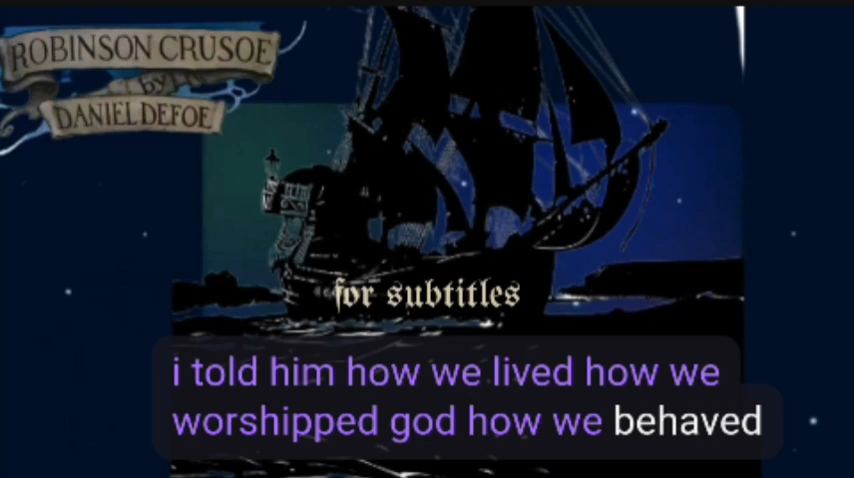 ROBINSON CRUSOE
by
DANIEL DEFOE
for subtitles
i told him how we lived how we
worshipped god how we behaved